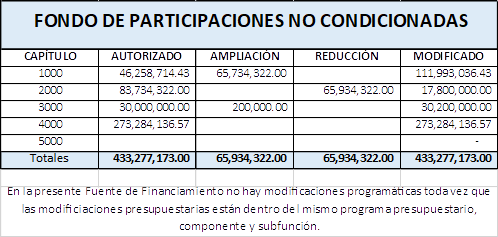 FONDO DE PARTICIPACIONES NO CONDICIONADAS
CAPÍTULO AUTORIZADO AMPLIACIÓN REDUCCIÓN MODIFICADO
1000 46,258,714.43 65,734,322.00 111,993,036.43
2000 83,734,322.00 65,934,322.00 17,800,000.00
3000 30,000,000.00 200,000.00 30,200,000.00
4000 273,284,136.57 273,284,136.57
5000 -
Totales 433,277,173.00 65,934,322.00 65,934,322.00 433,277,173.00
En la presente Fuente de Financiamiento no hay modificaciones programáticas toda vez que
las modificiaciones presupuestarias están dentro del mismo programa presupuestario,
componente y subfunción.